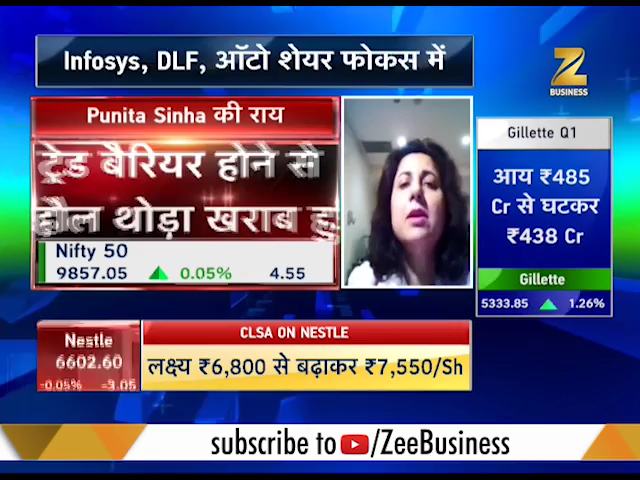 Infosys, DLF, ऑटो शेयर फोकस में
Z
BUSINESS
Punita Sinha की राय
ट्रेड बैरियर होने से
थोड़ा खराब
Nifty 50
9857.05 0.05% 4.55
Gillette Q1
आय ₹485
Cr से घटकर
₹438 Cr
Gillette
5333.85 1.26%
Nestle
6602.60
-0.05% -3.05
CLSA ON NESTLE
लक्ष्य ₹6,800 से बढ़ाकर ₹7,550/Sh
subscribe to /ZeeBusiness